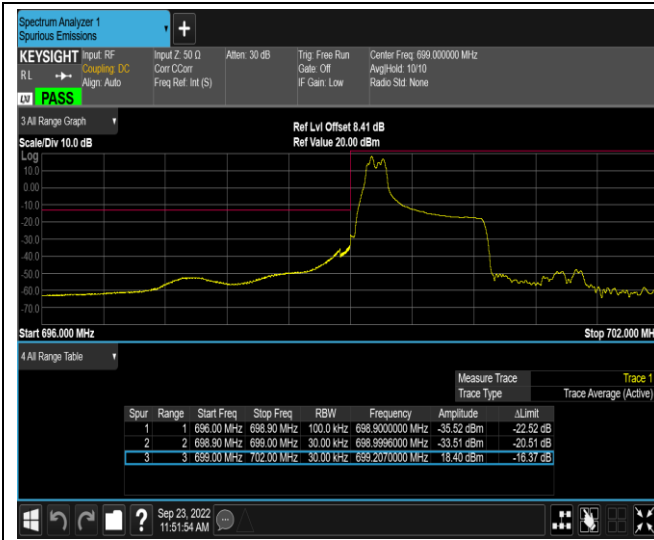 Spectrum Analyzer 1
Spurious Emissions
+
KEYSIGHT Input: RF Input Z: 50 Ω Atten: 30 dB Trig: Free Run Center Freq: 699.000000 MHz
R L Coupling: DC Corr CCorr Gate: Off Avg|Hold: 10/10
Align: Auto Freq Ref: Int (S) IF Gain: Low Radio Std: None
LXI PASS
3 All Range Graph Ref Lvl Offset 8.41 dB
Scale/Div 10.0 dB Ref Value 20.00 dBm
Log
10.0
0.00
-10.0
-20.0
-30.0
-40.0
-50.0
-60.0
-70.0
Start 696.000 MHz Stop 702.000 MH
4 All Range Table
Measure Trace Trace 1
Trace Type Trace Average (Active)
Spur Range Start Freq Stop Freq RBW Frequency Amplitude ΔLimit
1 1 696.00 MHz 698.90 MHz 100.0 kHz 698.9000000 MHz -35.52 dBm -22.52 dB
2 2 698.90 MHz 699.00 MHz 30.00 kHz 698.9996000 MHz -33.51 dBm -20.51 dB
3 3 699.00 MHz 702.00 MHz 30.00 kHz 699.2070000 MHz 18.40 dBm -16.37 dB
? Sep 23, 2022
11:51:54 AM